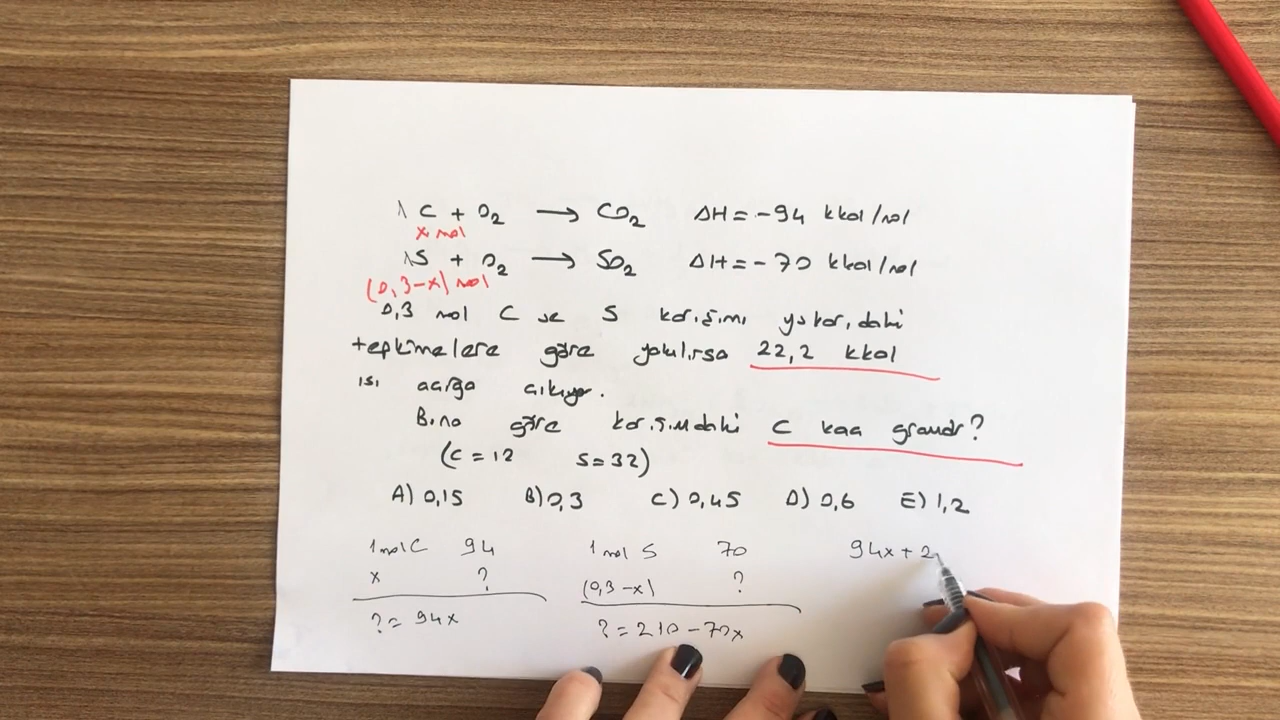 1 C + O2 → CO2 ΔH = -94 kkal/mol
x mol
1 S + O2 → SO2 ΔH = -70 kkal/mol
(0,3-x) mol
0,3 mol C ve S karışımı yukarıdaki
tepkimelere göre yakılırsa 22,2 kkal
ısı açığa çıkıyor.
Buna göre karışımdaki C kaç gramdır?
(C = 12 S = 32)
A) 0,15 B) 0,3 C) 0,45 D) 0,6 E) 1,2
1 mol C 94
x ?
? = 94x
1 mol S 70
(0,3-x) ?
? = 210 - 70x
94x + 2